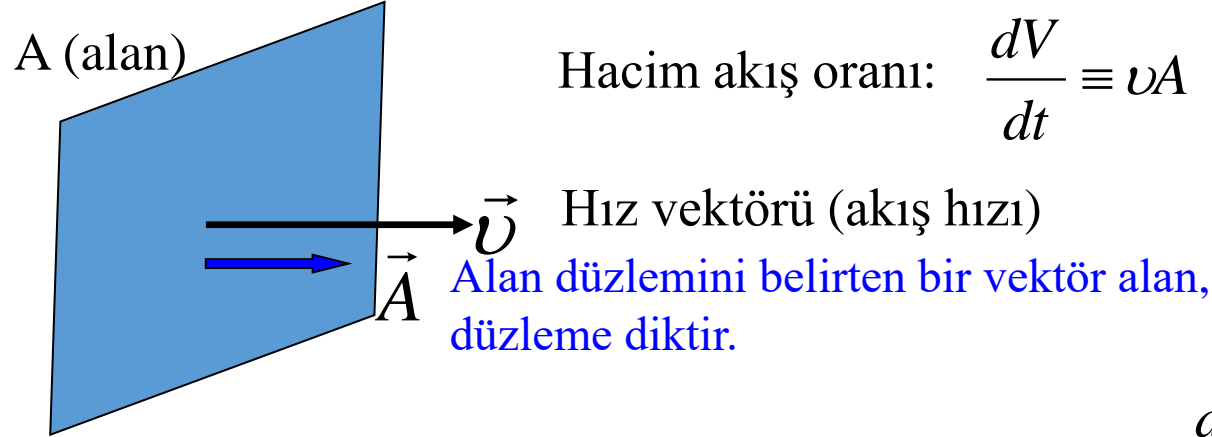 A (alan)
Hacim akış oranı: dV/dt ≡ υA
υ⃗ Hız vektörü (akış hızı)
A⃗ Alan düzlemini belirten bir vektör alan,
düzleme diktir.